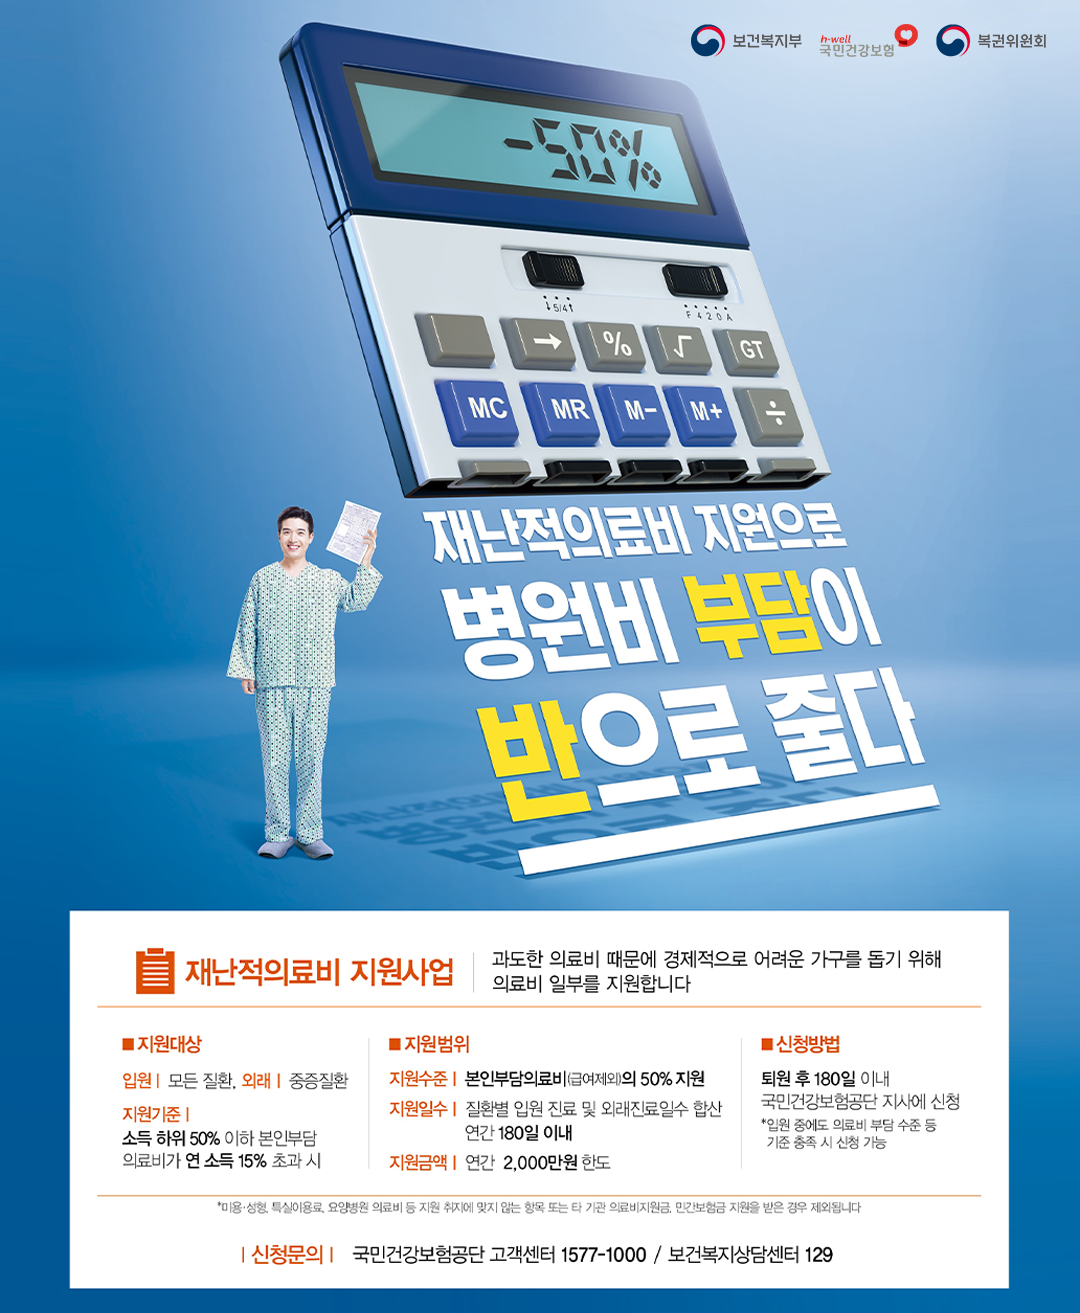 보건복지부 h-well 국민건강보험 복권위원회
-50%
↓5/4↑ F 4 2 0 A
→ % √ GT
MC MR M- M+ ÷
재난적의료비 지원으로
병원비 부담이
반으로 줄다
재난적의료비 지원사업
과도한 의료비 때문에 경제적으로 어려운 가구를 돕기 위해
의료비 일부를 지원합니다
■ 지원대상
입원 | 모든 질환, 외래 | 중증질환
지원기준 |
소득 하위 50% 이하 본인부담
의료비가 연 소득 15% 초과 시
■ 지원범위
지원수준 | 본인부담의료비(급여제외)의 50% 지원
지원일수 | 질환별 입원 진료 및 외래진료일수 합산
연간 180일 이내
지원금액 | 연간 2,000만원 한도
■ 신청방법
퇴원 후 180일 이내
국민건강보험공단 지사에 신청
*입원 중에도 의료비 부담 수준 등
기준 충족 시 신청 가능
*미용·성형, 특실이용료, 요양병원 의료비 등 지원 취지에 맞지 않는 항목 또는 타 기관 의료비지원금, 민간보험금 지원을 받은 경우 제외됩니다
| 신청문의 | 국민건강보험공단 고객센터 1577-1000 / 보건복지상담센터 129